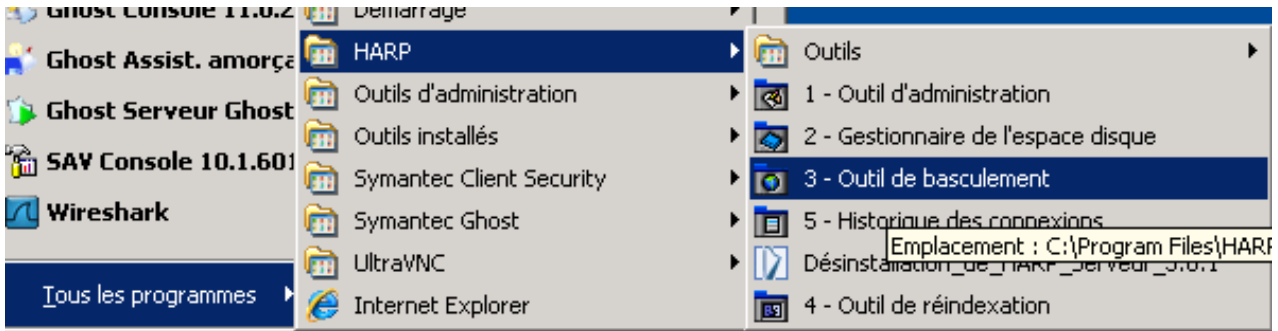 Ghost Console 11.0.2
Ghost Assist. amorça
Ghost Serveur Ghost
SAV Console 10.1.601
Wireshark
Tous les programmes
Démarrage
HARP
Outils d'administration
Outils installés
Symantec Client Security
Symantec Ghost
UltraVNC
Internet Explorer
Outils
1 - Outil d'administration
2 - Gestionnaire de l'espace disque
3 - Outil de basculement
5 - Historique des connexions
Emplacement : C:\Program Files\HARP
Désinstallation_de_HARP_Serveur_3.6.1
4 - Outil de réindexation